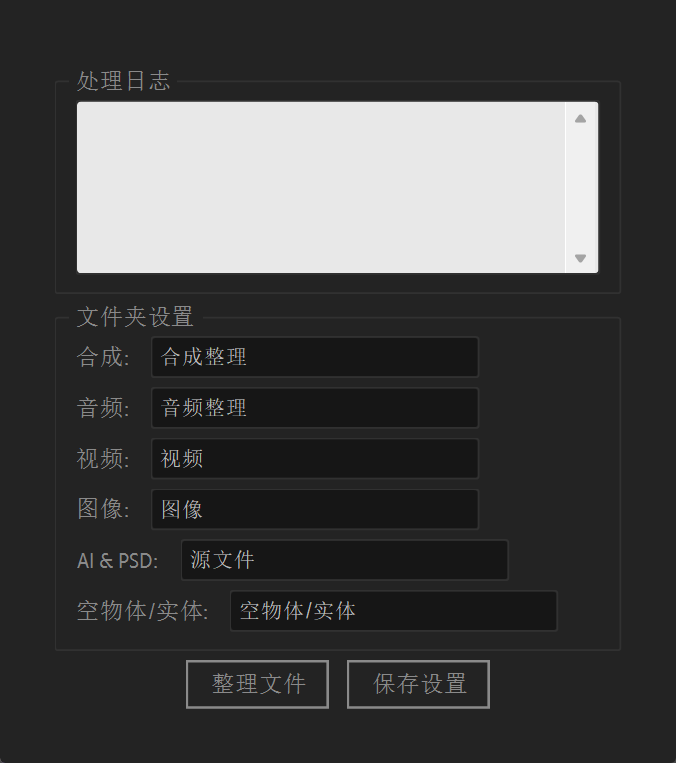 处理日志
文件夹设置
合成: 合成整理
音频: 音频整理
视频: 视频
图像: 图像
AI & PSD: 源文件
空物体/实体: 空物体/实体
整理文件 保存设置